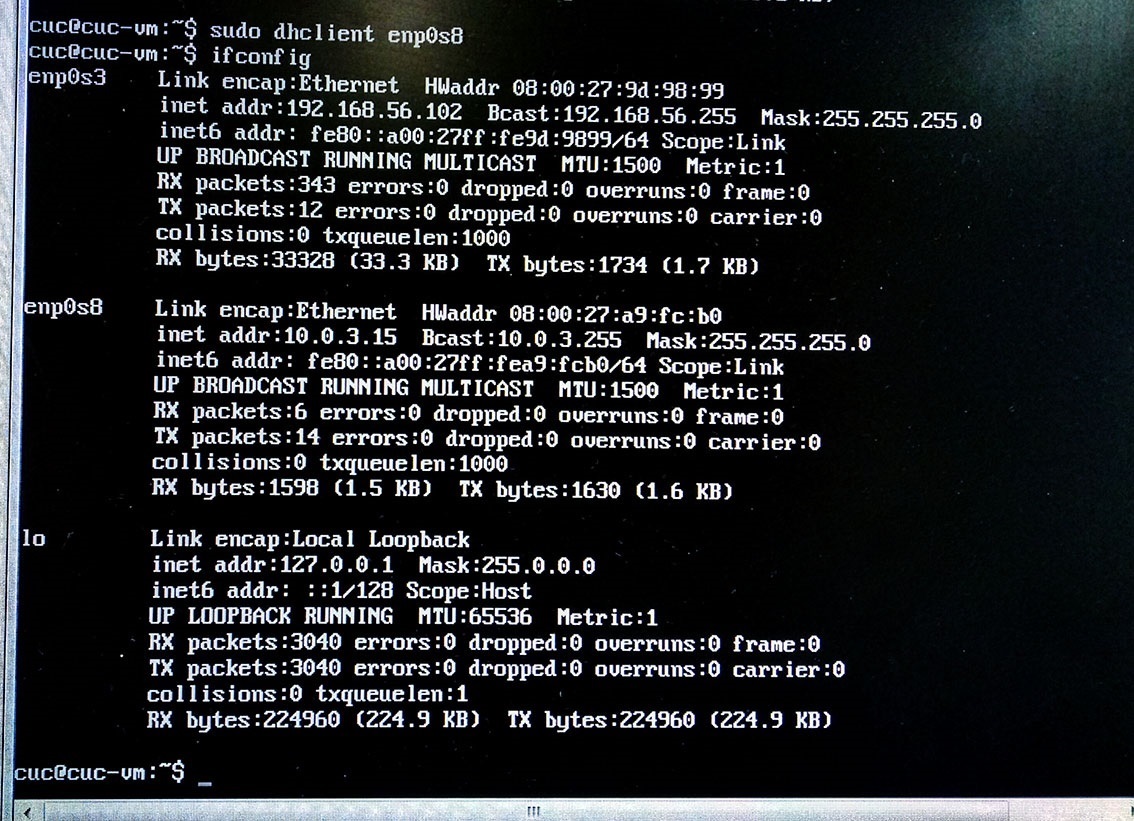 cuc@cuc-vm:~$ sudo dhclient enp0s8
cuc@cuc-vm:~$ ifconfig
enp0s3 Link encap:Ethernet HWaddr 08:00:27:9d:98:99
inet addr:192.168.56.102 Bcast:192.168.56.255 Mask:255.255.255.0
inet6 addr: fe80::a00:27ff:fe9d:9899/64 Scope:Link
UP BROADCAST RUNNING MULTICAST MTU:1500 Metric:1
RX packets:343 errors:0 dropped:0 overruns:0 frame:0
TX packets:12 errors:0 dropped:0 overruns:0 carrier:0
collisions:0 txqueuelen:1000
RX bytes:33328 (33.3 KB) TX bytes:1734 (1.7 KB)
enp0s8 Link encap:Ethernet HWaddr 08:00:27:a9:fc:b0
inet addr:10.0.3.15 Bcast:10.0.3.255 Mask:255.255.255.0
inet6 addr: fe80::a00:27ff:fea9:fcb0/64 Scope:Link
UP BROADCAST RUNNING MULTICAST MTU:1500 Metric:1
RX packets:6 errors:0 dropped:0 overruns:0 frame:0
TX packets:14 errors:0 dropped:0 overruns:0 carrier:0
collisions:0 txqueuelen:1000
RX bytes:1598 (1.5 KB) TX bytes:1630 (1.6 KB)
lo Link encap:Local Loopback
inet addr:127.0.0.1 Mask:255.0.0.0
inet6 addr: ::1/128 Scope:Host
UP LOOPBACK RUNNING MTU:65536 Metric:1
RX packets:3040 errors:0 dropped:0 overruns:0 frame:0
TX packets:3040 errors:0 dropped:0 overruns:0 carrier:0
collisions:0 txqueuelen:1
RX bytes:224960 (224.9 KB) TX bytes:224960 (224.9 KB)
cuc@cuc-vm:~$ _